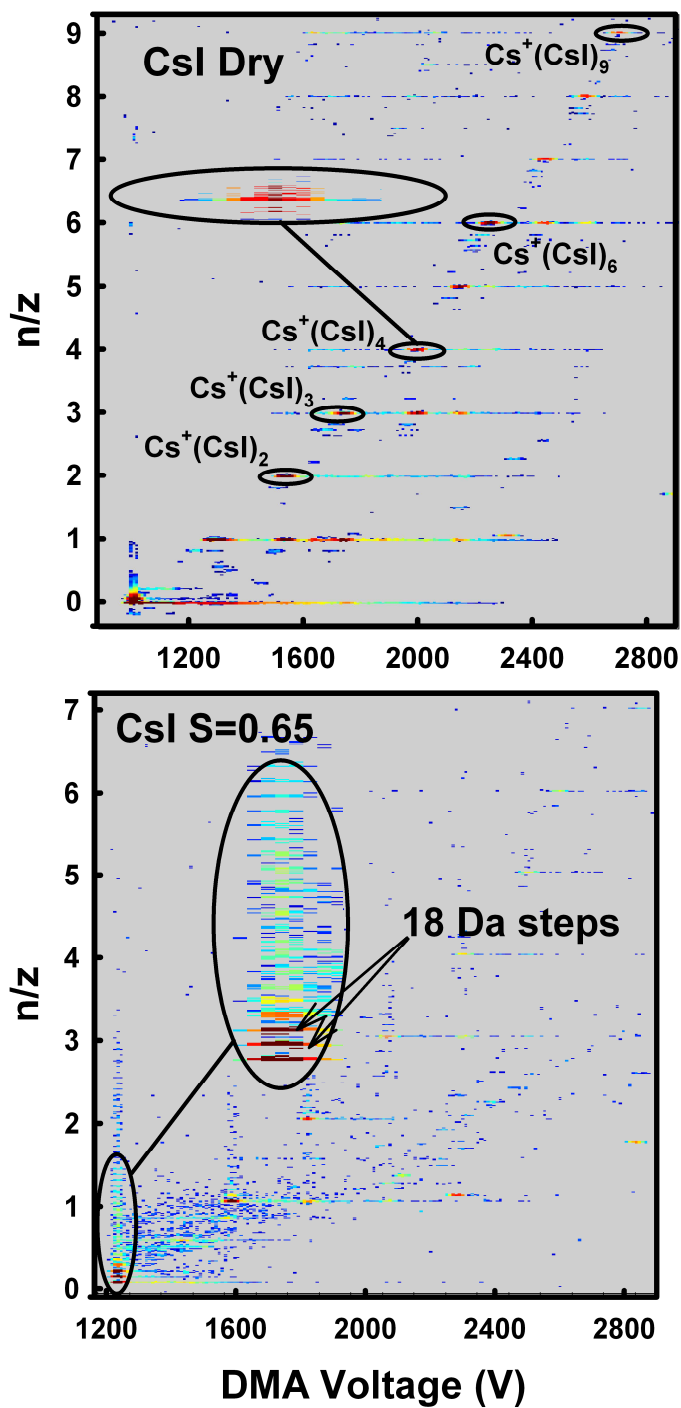 CsI Dry
n/z
9
8
7
6
5
4
3
2
1
0
Cs⁺(CsI)₉
Cs⁺(CsI)₆
Cs⁺(CsI)₄
Cs⁺(CsI)₃
Cs⁺(CsI)₂
1200 1600 2000 2400 2800
CsI S=0.65
n/z
7
6
5
4
3
2
1
0
18 Da steps
1200 1600 2000 2400 2800
DMA Voltage (V)